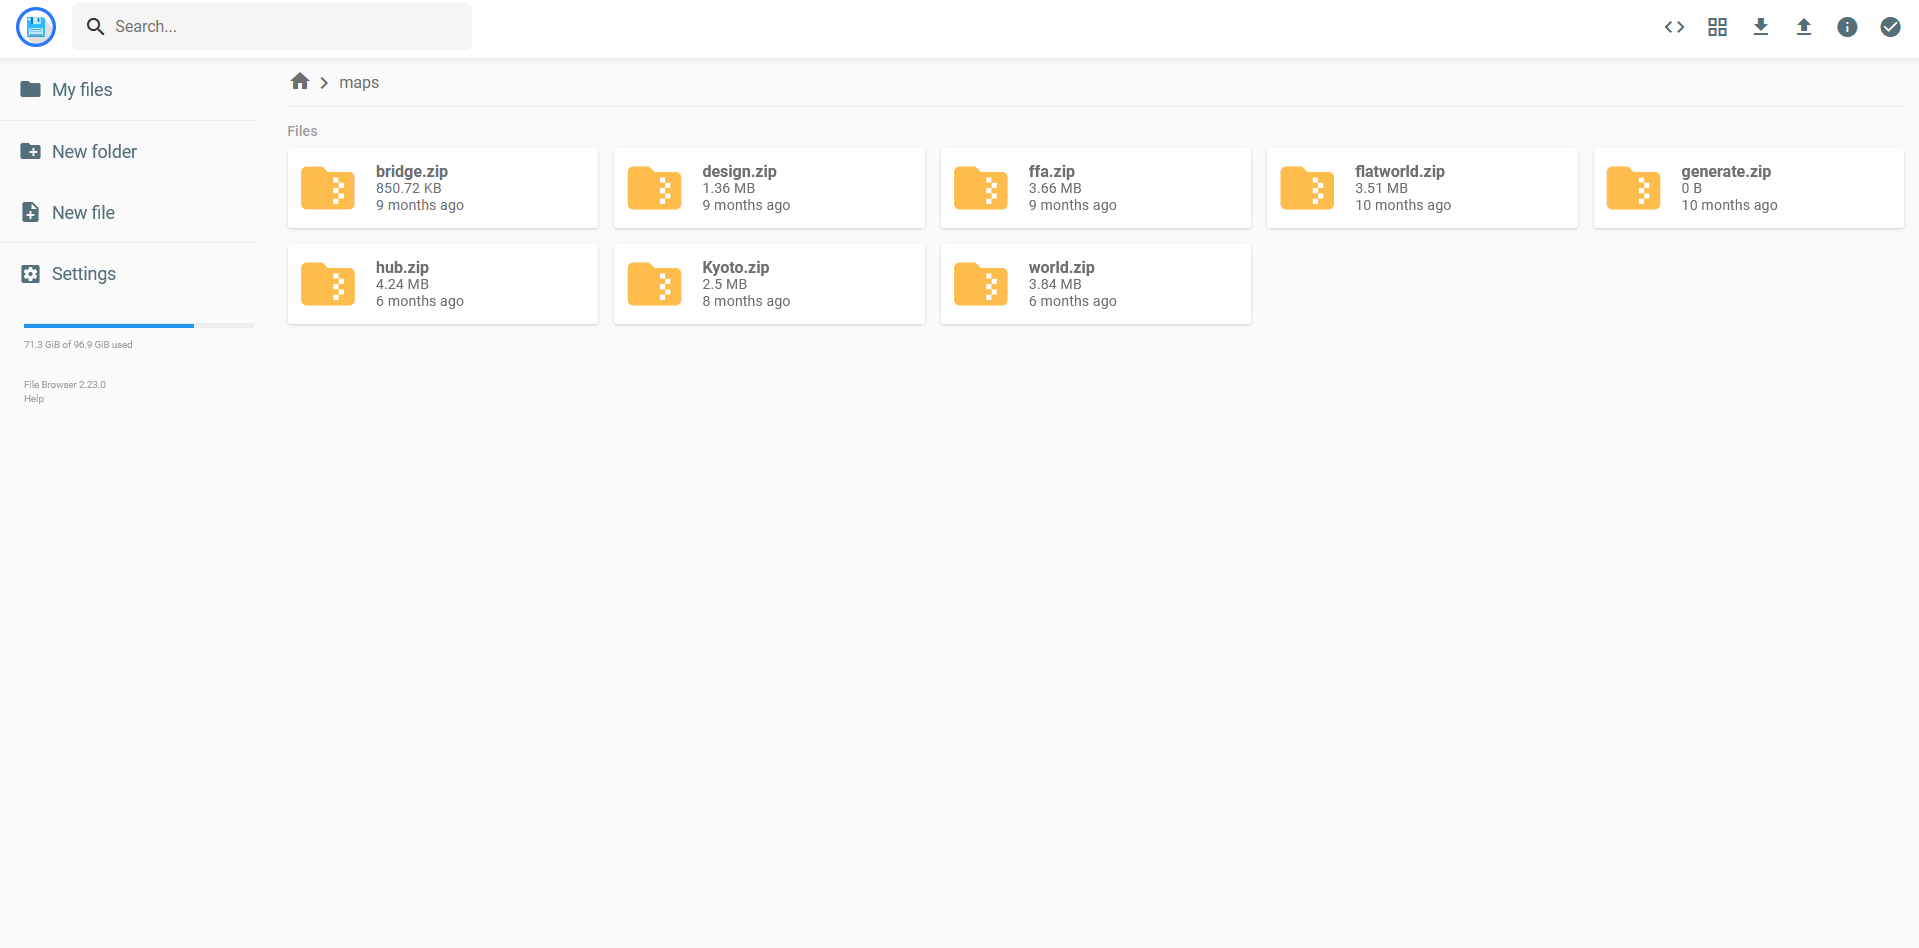 Search...
My files
New folder
New file
Settings
71.3 GiB of 96.9 GiB used
File Browser 2.23.0
Help
maps
Files
bridge.zip
850.72 KB
9 months ago
design.zip
1.36 MB
9 months ago
ffa.zip
3.66 MB
9 months ago
flatworld.zip
3.51 MB
10 months ago
generate.zip
0 B
10 months ago
hub.zip
4.24 MB
6 months ago
Kyoto.zip
2.5 MB
8 months ago
world.zip
3.84 MB
6 months ago